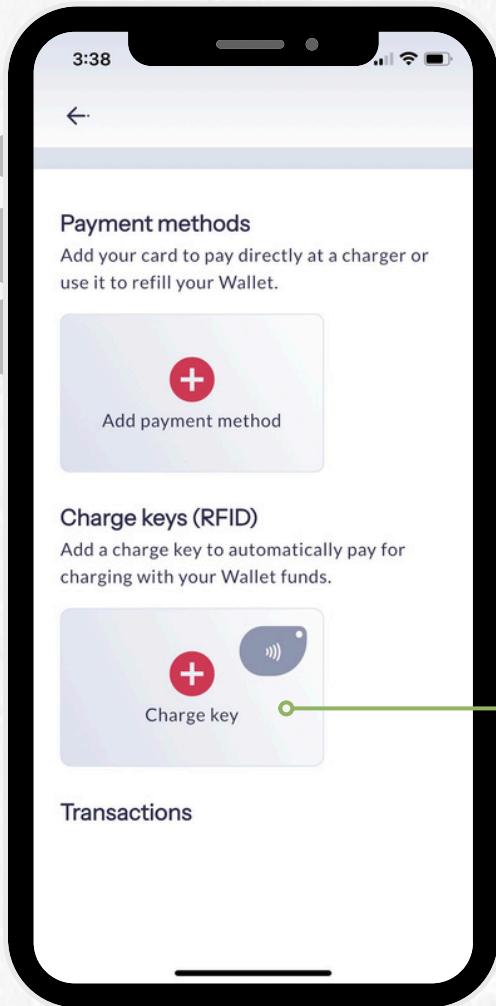 3:38
Payment methods
Add your card to pay directly at a charger or
use it to refill your Wallet.
Add payment method
Charge keys (RFID)
Add a charge key to automatically pay for
charging with your Wallet funds.
Charge key
Transactions